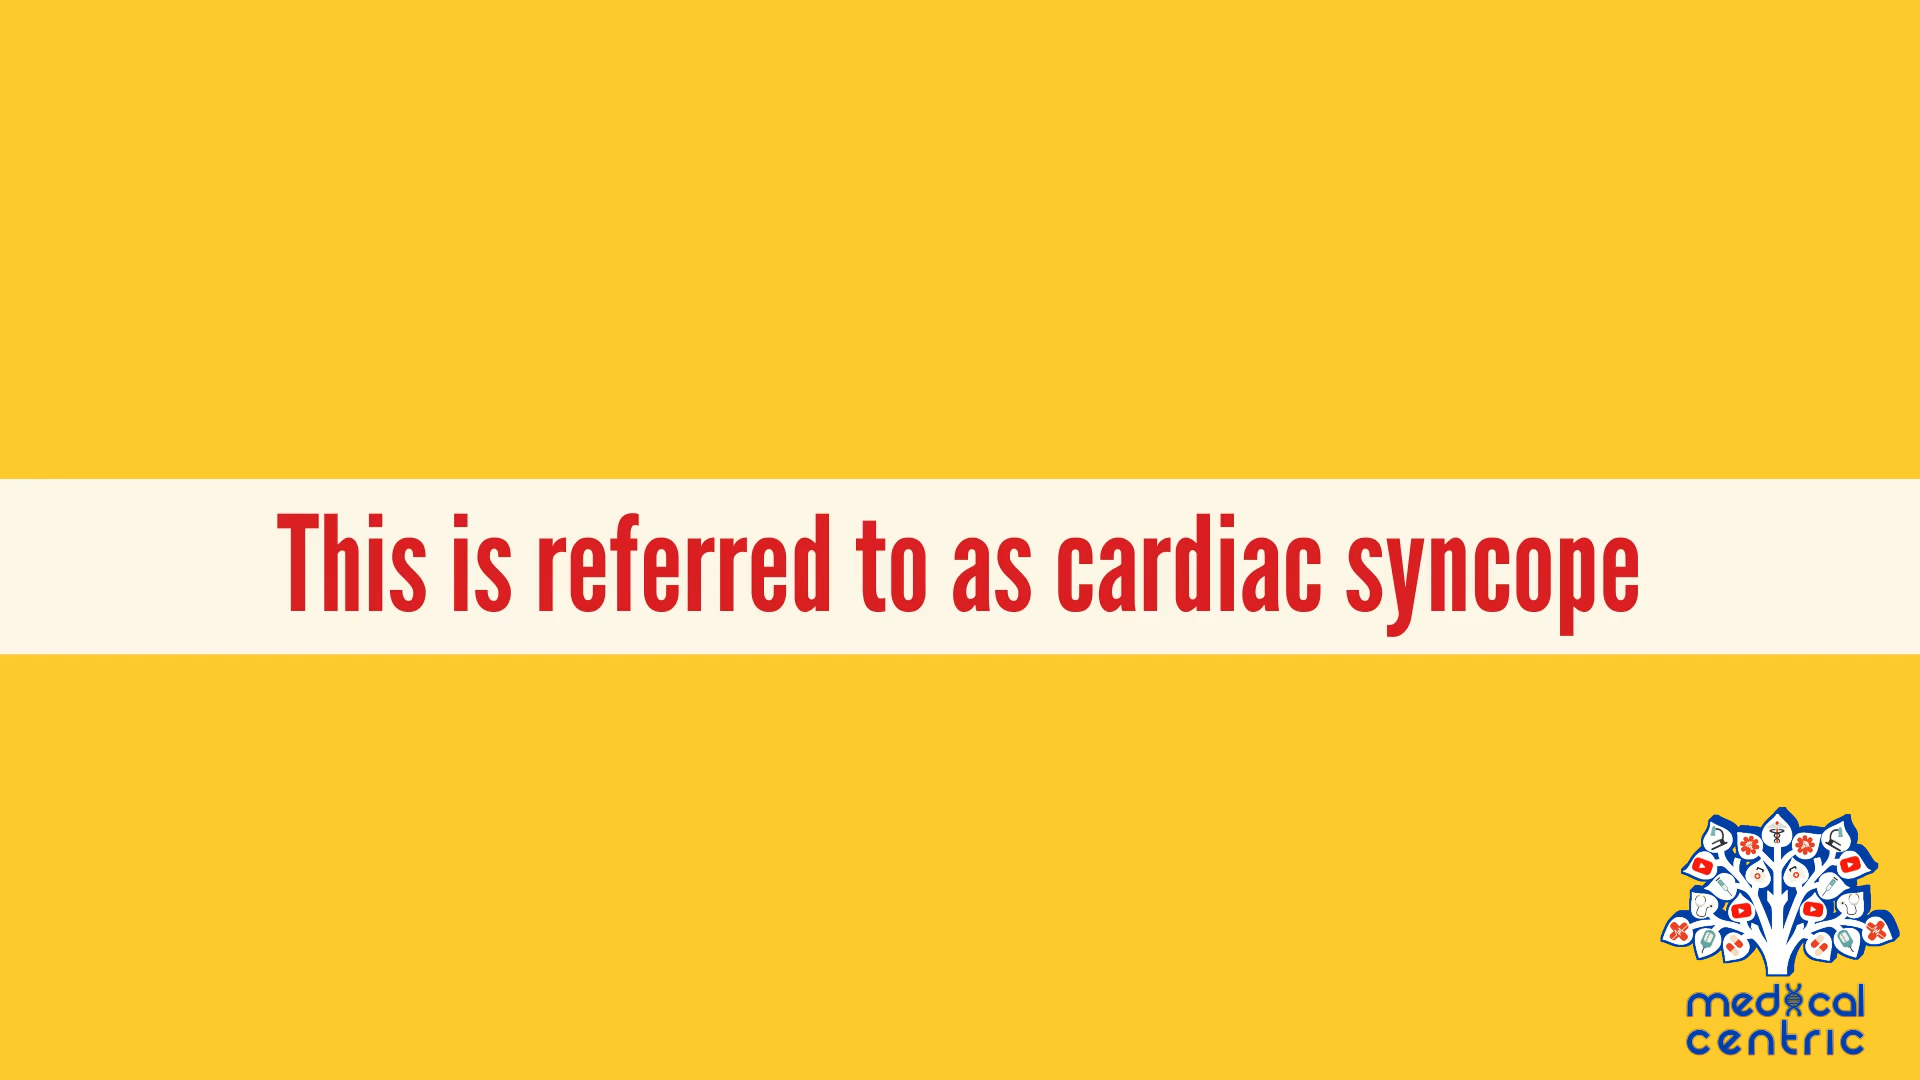 This is referred to as cardiac syncope
medical
centric